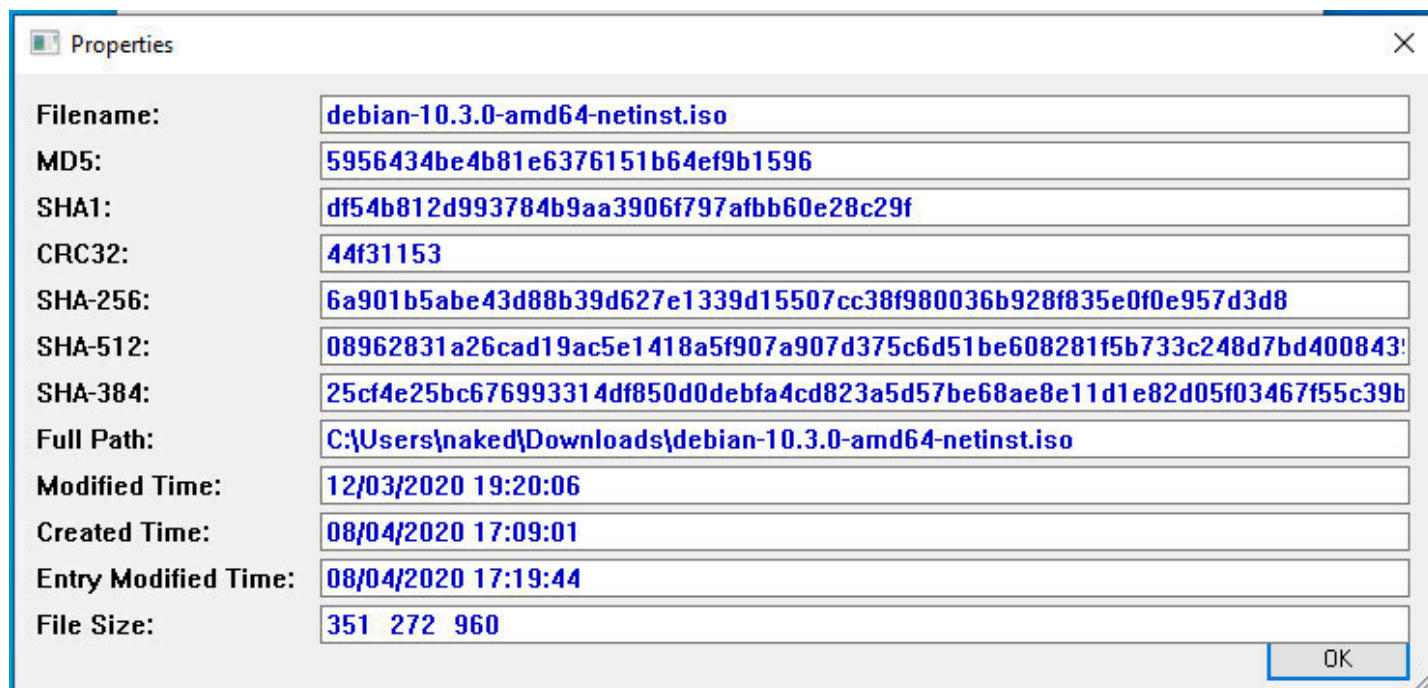 Properties
Filename: debian-10.3.0-amd64-netinst.iso
MD5: 5956434be4b81e6376151b64ef9b1596
SHA1: df54b812d993784b9aa3906f797afbb60e28c29f
CRC32: 44f31153
SHA-256: 6a901b5abe43d88b39d627e1339d15507cc38f980036b928f835e0f0e957d3d8
SHA-512: 08962831a26cad19ac5e1418a5f907a907d375c6d51be608281f5b733c248d7bd4008439
SHA-384: 25cf4e25bc676993314df850d0debfa4cd823a5d57be68ae8e11d1e82d05f03467f55c39b
Full Path: C:\Users\naked\Downloads\debian-10.3.0-amd64-netinst.iso
Modified Time: 12/03/2020 19:20:06
Created Time: 08/04/2020 17:09:01
Entry Modified Time: 08/04/2020 17:19:44
File Size: 351 272 960
OK